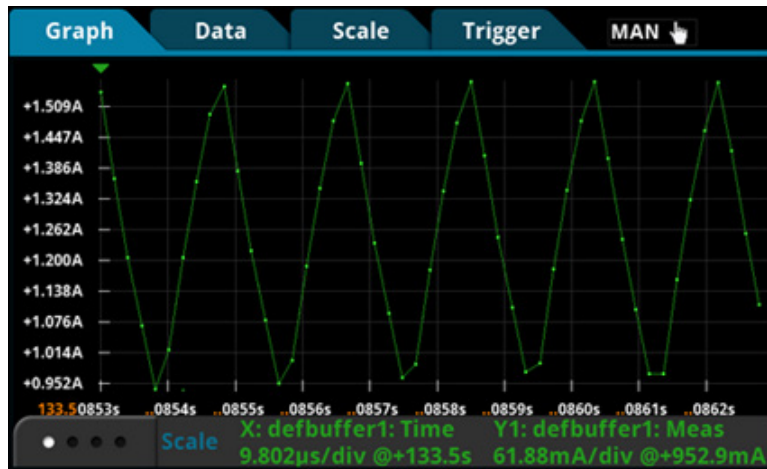 Graph Data Scale Trigger MAN
+1.509A
+1.447A
+1.386A
+1.324A
+1.262A
+1.200A
+1.138A
+1.076A
+1.014A
+0.952A
133.50853s ..0854s ..0855s ..0856s ..0857s ..0858s ..0859s ..0860s ..0861s ..0862s
Scale X: defbuffer1: Time Y1: defbuffer1: Meas
9.802µs/div @+133.5s 61.88mA/div @+952.9mA